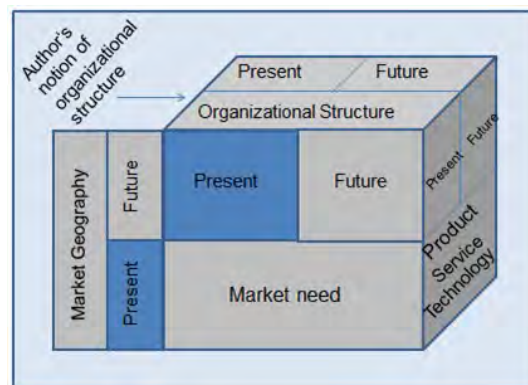 Author's
notion of
organizational
structure
Present Future
Organizational Structure
Market Geography
Future
Present
Present Future
Market need
Present
Future
Product
Service
Technology